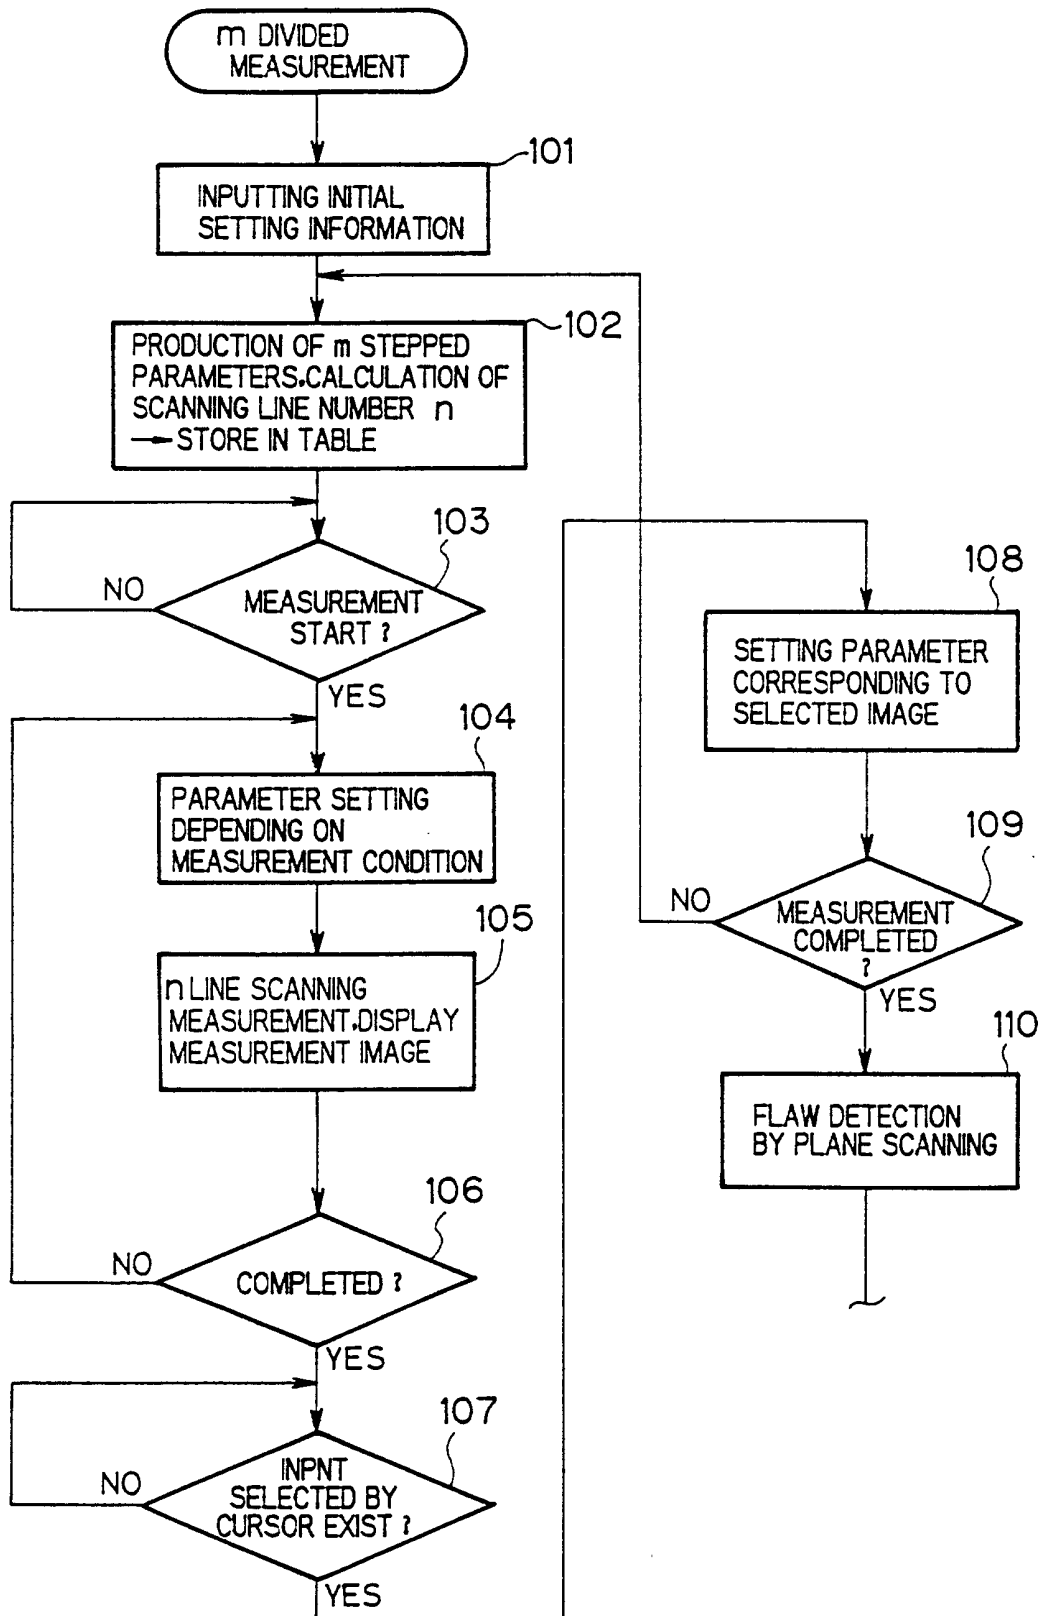 m DIVIDED
MEASUREMENT
101
INPUTTING INITIAL
SETTING INFORMATION
102
PRODUCTION OF m STEPPED
PARAMETERS.CALCULATION OF
SCANNING LINE NUMBER n
→STORE IN TABLE
103
NO
MEASUREMENT
START ?
YES
104
PARAMETER SETTING
DEPENDING ON
MEASUREMENT CONDITION
105
n LINE SCANNING
MEASUREMENT.DISPLAY
MEASUREMENT IMAGE
106
NO
COMPLETED ?
YES
107
NO
INPNT
SELECTED BY
CURSOR EXIST ?
YES
108
SETTING PARAMETER
CORRESPONDING TO
SELECTED IMAGE
109
NO
MEASUREMENT
COMPLETED
?
YES
110
FLAW DETECTION
BY PLANE SCANNING